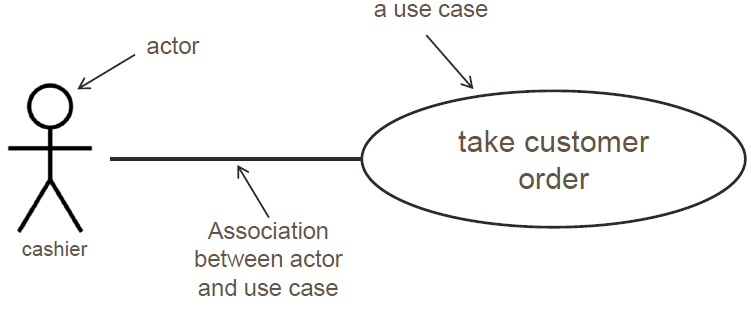 a use case
actor
take customer
order
cashier
Association
between actor
and use case